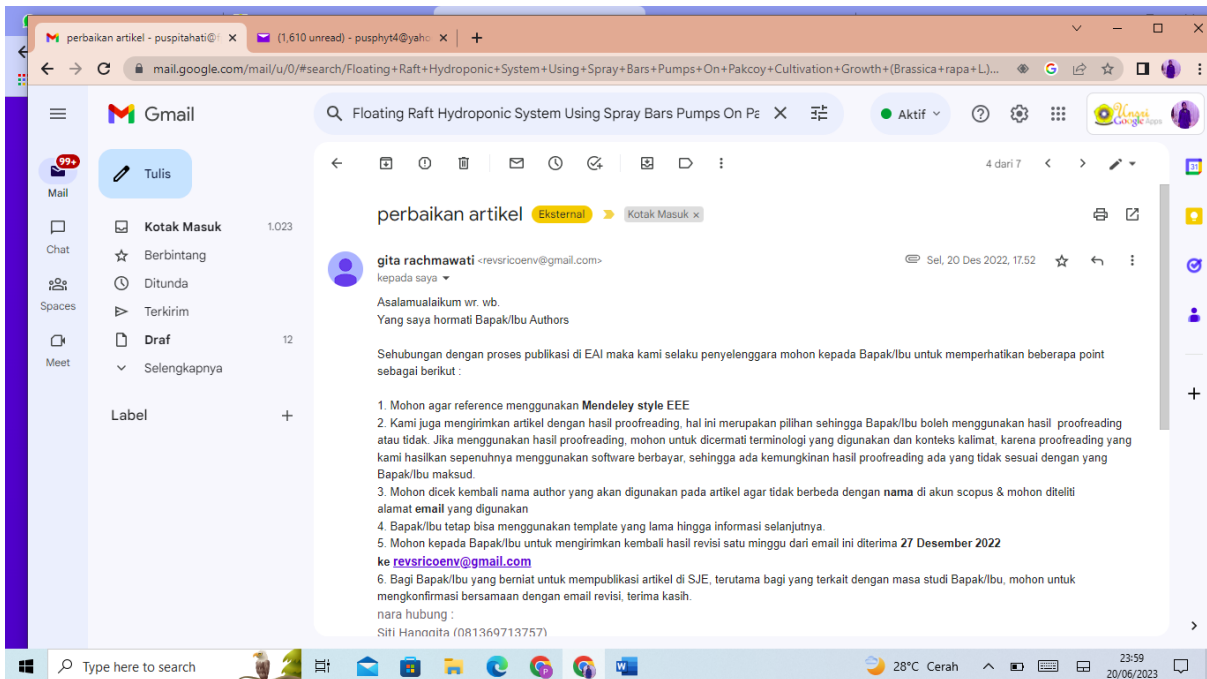 perbaikan artikel - puspitahati@
(1,610 unread) - pusphyt4@yaho
mail.google.com/mail/u/0/#search/Floating+Raft+Hydroponic+System+Using+Spray+Bars+Pumps+On+Pakcoy+Cultivation+Growth+(Brassica+rapa+L.)...
Gmail
Floating Raft Hydroponic System Using Spray Bars Pumps On Pa
Aktif
Google Apps
99+
Mail
Chat
Spaces
Meet
Tulis
Kotak Masuk 1.023
Berbintang
Ditunda
Terkirim
Draf 12
Selengkapnya
Label
4 dari 7
31
perbaikan artikel Eksternal Kotak Masuk x
gita rachmawati <revsricoenv@gmail.com> Sel, 20 Des 2022, 17.52
kepada saya
Asalamualaikum wr. wb.
Yang saya hormati Bapak/Ibu Authors
Sehubungan dengan proses publikasi di EAI maka kami selaku penyelenggara mohon kepada Bapak/Ibu untuk memperhatikan beberapa point
sebagai berikut :
1. Mohon agar reference menggunakan Mendeley style EEE
2. Kami juga mengirimkan artikel dengan hasil proofreading, hal ini merupakan pilihan sehingga Bapak/Ibu boleh menggunakan hasil proofreading
atau tidak. Jika menggunakan hasil proofreading, mohon untuk dicermati terminologi yang digunakan dan konteks kalimat, karena proofreading yang
kami hasilkan sepenuhnya menggunakan software berbayar, sehingga ada kemungkinan hasil proofreading ada yang tidak sesuai dengan yang
Bapak/Ibu maksud.
3. Mohon dicek kembali nama author yang akan digunakan pada artikel agar tidak berbeda dengan nama di akun scopus & mohon diteliti
alamat email yang digunakan
4. Bapak/Ibu tetap bisa menggunakan template yang lama hingga informasi selanjutnya.
5. Mohon kepada Bapak/Ibu untuk mengirimkan kembali hasil revisi satu minggu dari email ini diterima 27 Desember 2022
ke revsricoenv@gmail.com
6. Bagi Bapak/Ibu yang berniat untuk mempublikasi artikel di SJE, terutama bagi yang terkait dengan masa studi Bapak/Ibu, mohon untuk
mengkonfirmasi bersamaan dengan email revisi, terima kasih.
nara hubung :
Siti Hanggita (081369713757)
Type here to search
28°C Cerah
23:59
20/06/2023